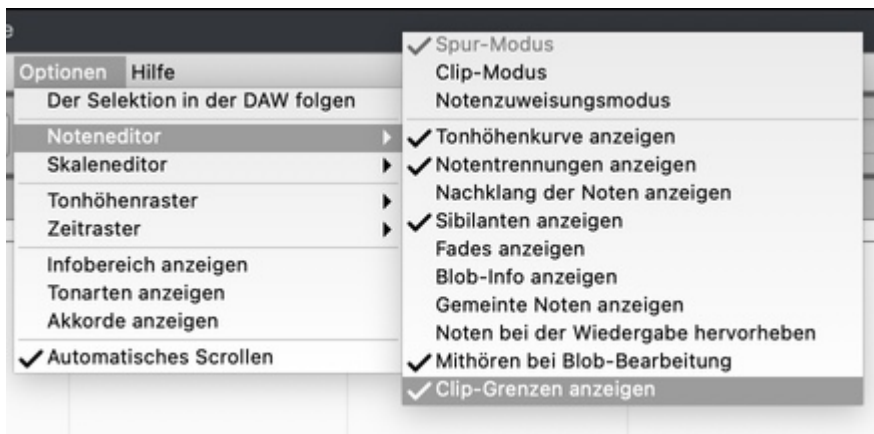 e
Optionen Hilfe
Der Selektion in der DAW folgen
Noteneditor
Skaleneditor
Tonhöhenraster
Zeitraster
Infobereich anzeigen
Tonarten anzeigen
Akkorde anzeigen
Automatisches Scrollen
Spur-Modus
Clip-Modus
Notenzuweisungsmodus
Tonhöhenkurve anzeigen
Notentrennungen anzeigen
Nachklang der Noten anzeigen
Sibilanten anzeigen
Fades anzeigen
Blob-Info anzeigen
Gemeinte Noten anzeigen
Noten bei der Wiedergabe hervorheben
Mithören bei Blob-Bearbeitung
Clip-Grenzen anzeigen